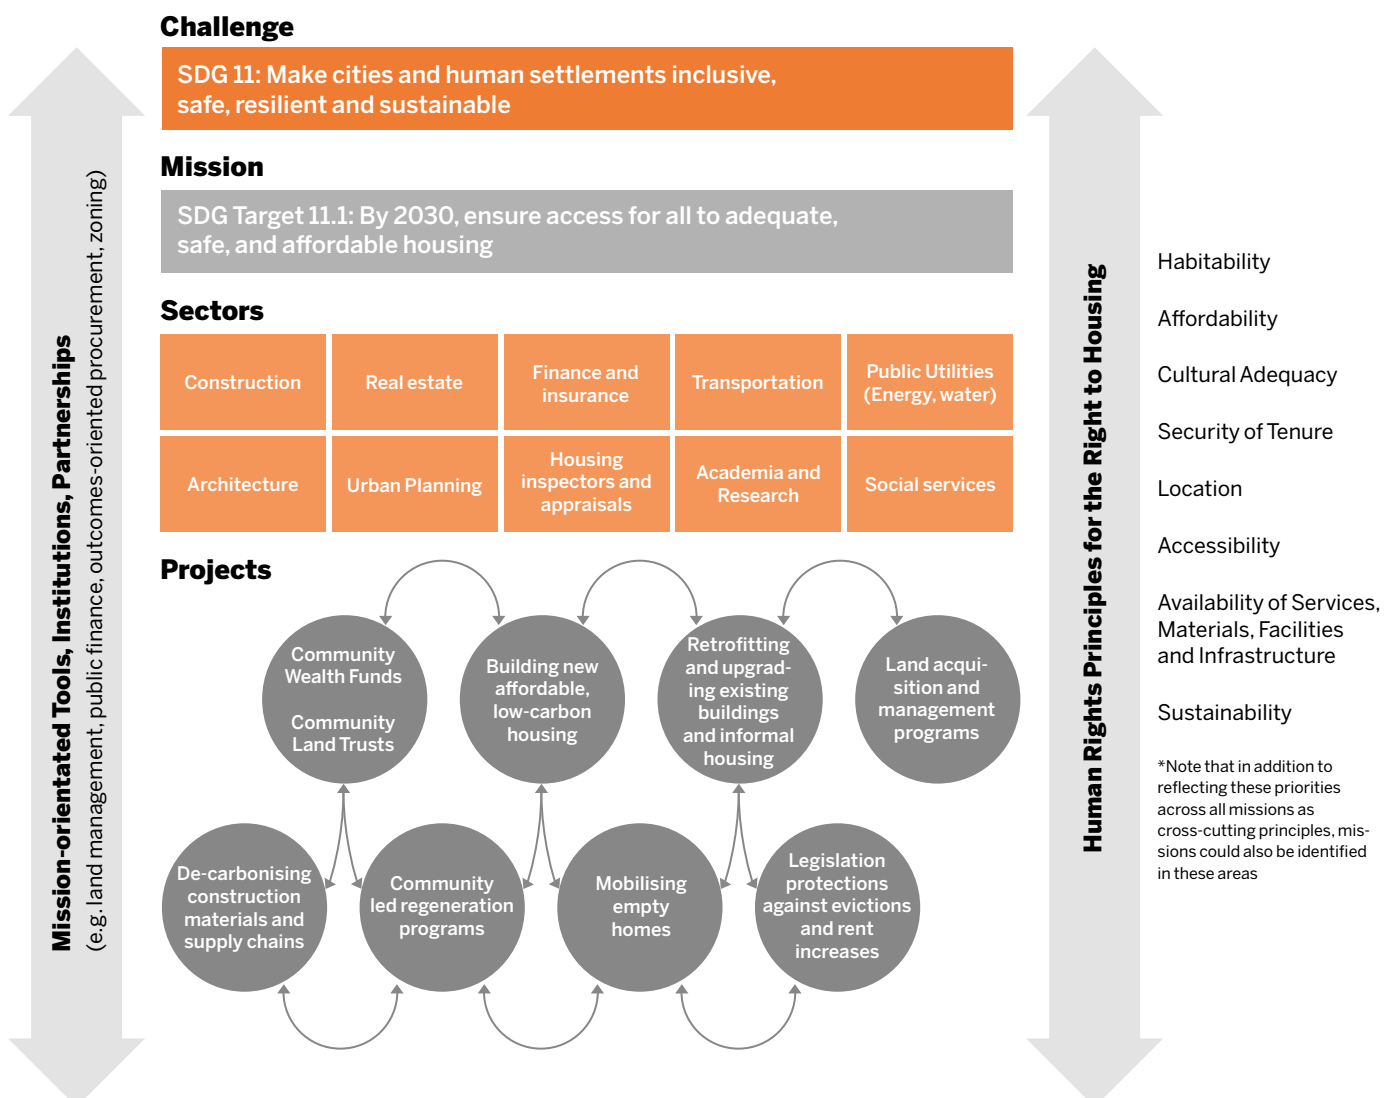 Challenge
SDG 11: Make cities and human settlements inclusive,
safe, resilient and sustainable
Mission
SDG Target 11.1: By 2030, ensure access for all to adequate,
safe, and affordable housing
Sectors
Construction
Real estate
Finance and
insurance
Transportation
Public Utilities
(Energy, water)
Architecture
Urban Planning
Housing
inspectors and
appraisals
Academia and
Research
Social services
Projects
Community
Wealth Funds
Community
Land Trusts
Building new
affordable,
low-carbon
housing
Retrofitting
and upgrad-
ing existing
buildings
and informal
housing
Land acqui-
sition and
management
programs
De-carbonising
construction
materials and
supply chains
Community
led regeneration
programs
Mobilising
empty
homes
Legislation
protections
against evictions
and rent
increases
Mission-orientated Tools, Institutions, Partnerships
(e.g. land management, public finance, outcomes-oriented procurement, zoning)
Human Rights Principles for the Right to Housing
Habitability
Affordability
Cultural Adequacy
Security of Tenure
Location
Accessibility
Availability of Services,
Materials, Facilities
and Infrastructure
Sustainability
*Note that in addition to
reflecting these priorities
across all missions as
cross-cutting principles, mis-
sions could also be identified
in these areas